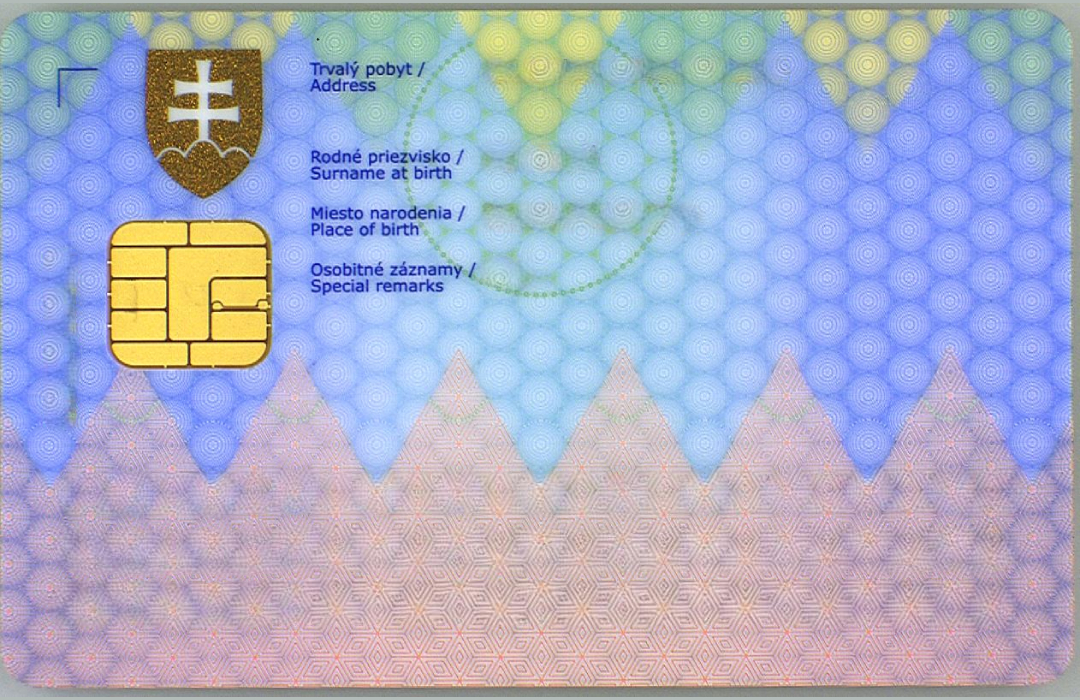 Trvalý pobyt /
Address
Rodné priezvisko /
Surname at birth
Miesto narodenia /
Place of birth
Osobitné záznamy /
Special remarks